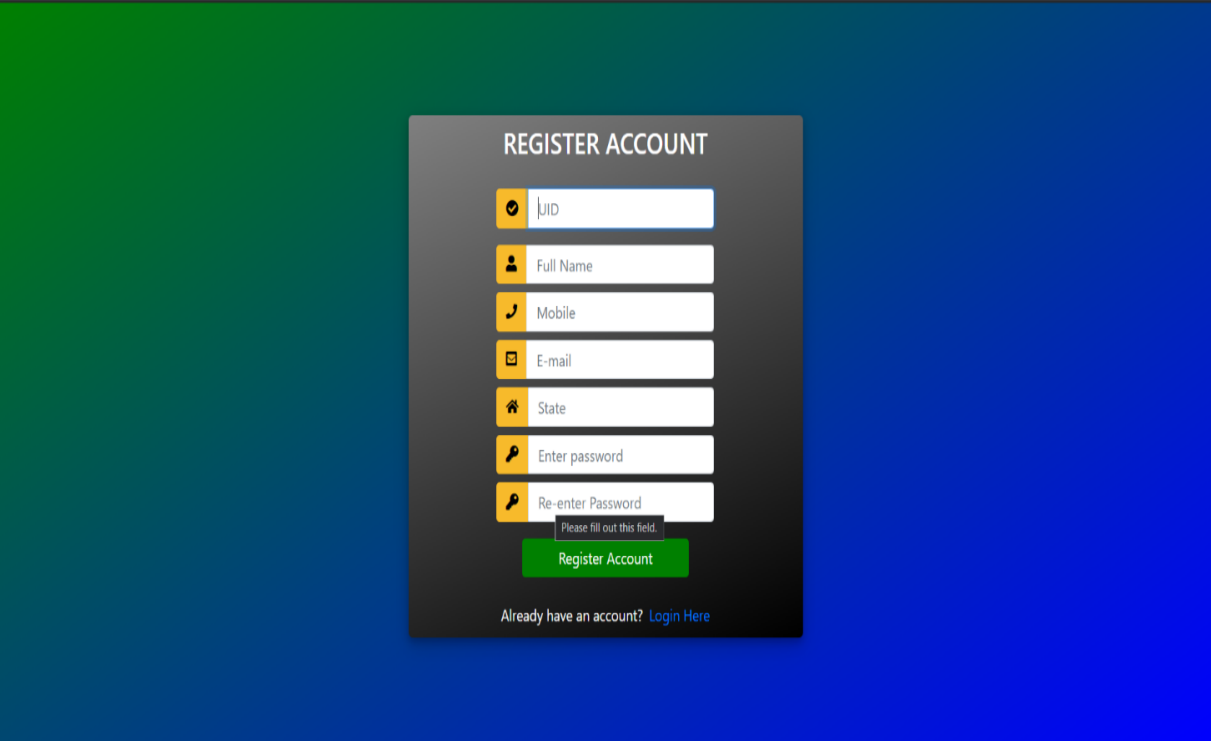 REGISTER ACCOUNT
UID
Full Name
Mobile
E-mail
State
Enter password
Re-enter Password
Please fill out this field.
Register Account
Already have an account? Login Here